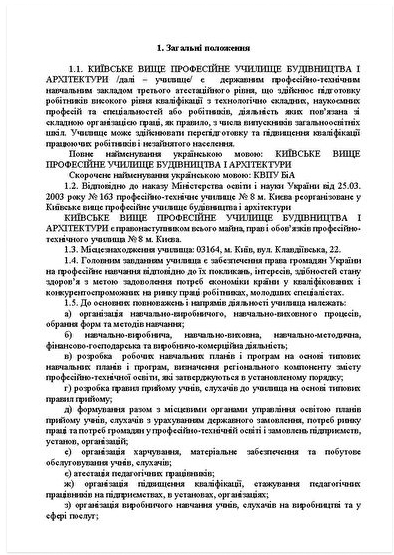 1. Загальні положення
1.1. КИЇВСЬКЕ ВИЩЕ ПРОФЕСІЙНЕ УЧИЛИЩЕ БУДІВНИЦТВА І
АРХІТЕКТУРИ /далі – училище/ є державним професійно-технічним
навчальним закладом третього атестаційного рівня, що здійснює підготовку
робітників високого рівня кваліфікації з технологічно складних, наукоємних
професій та спеціальностей або робітників, діяльність яких пов’язана зі
складною організацією праці, як правило, з числа випускників загальноосвітніх
шкіл. Училище може здійснювати перепідготовку та підвищення кваліфікації
працюючих робітників і незайнятого населення.
Повне найменування українською мовою: КИЇВСЬКЕ ВИЩЕ
ПРОФЕСІЙНЕ УЧИЛИЩЕ БУДІВНИЦТВА І АРХІТЕКТУРИ
Скорочене найменування українською мовою: КВПУ БіА
1.2. Відповідно до наказу Міністерства освіти і науки України від 25.03.
2003 року № 163 професійно-технічне училище № 8 м. Києва реорганізоване у
Київське вище професійне училище будівництва і архітектури
КИЇВСЬКЕ ВИЩЕ ПРОФЕСІЙНЕ УЧИЛИЩЕ БУДІВНИЦТВА І
АРХІТЕКТУРИ є правонаступником всього майна, прав і обов’язків професійно-
технічного училища № 8 м. Києва.
1.3. Місцезнаходження училища: 03164, м. Київ, вул. Клавдіївська, 22.
1.4. Головним завданням училища є забезпечення права громадян України
на професійне навчання відповідно до їх покликань, інтересів, здібностей стану
здоров’я з метою задоволення потреб економіки країни у кваліфікованих і
конкурентоспроможних на ринку праці робітниках, молодших спеціалістах.
1.5. До основних повноважень і напрямів діяльності училища належать:
а) організація навчально-виробничого, навчально-виховного процесів,
обрання форм та методів навчання;
б) навчально-виробнича, навчально-виховна, навчально-методична,
фінансово-господарська та виробничо-комерційна діяльність;
в) розробка робочих навчальних планів і програм на основі типових
навчальних планів і програм, визначення регіонального компоненту змісту
професійно-технічної освіти, які затверджуються в установленому порядку;
г) розробка правил прийому учнів, слухачів до училища на основі типових
правил прийому;
д) формування разом з місцевими органами управління освітою планів
прийому учнів, слухачів з урахуванням державного замовлення, потреб ринку
праці та потреб громадян у професійно-технічній освіті і замовлень підприємств,
установ, організацій;
е) організація харчування, матеріальне забезпечення та побутове
обслуговування учнів, слухачів;
є) атестація педагогічних працівників;
ж) організація підвищення кваліфікації, стажування педагогічних
працівників на підприємствах, в установах, організаціях;
з) організація виробничого навчання учнів, слухачів на виробництві та у
сфері послуг;